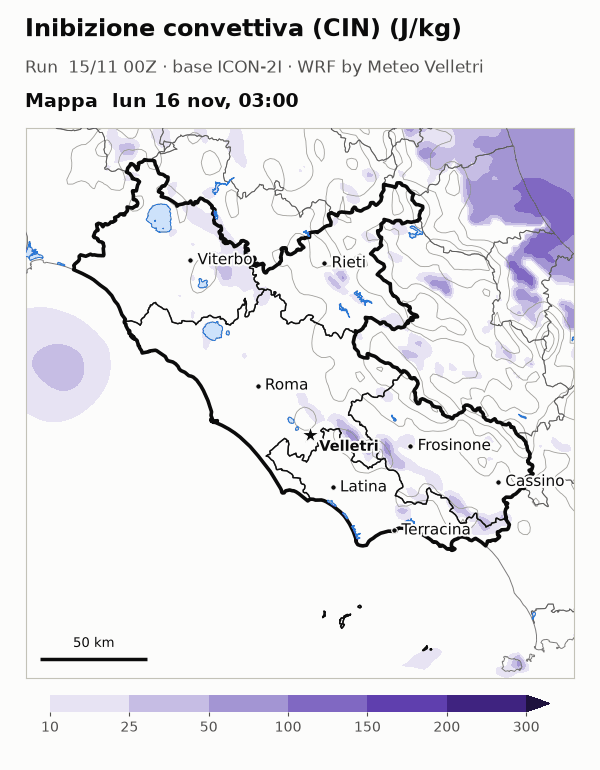 Inibizione convettiva (CIN) (J/kg)
Run  15/11 00Z · base ICON-2I · WRF by Meteo Velletri
Mappa  lun 16 nov, 03:00
Viterbo
Rieti
Roma
Velletri
Frosinone
Cassino
Latina
Terracina
50 km
10 25 50 100 150 200 300